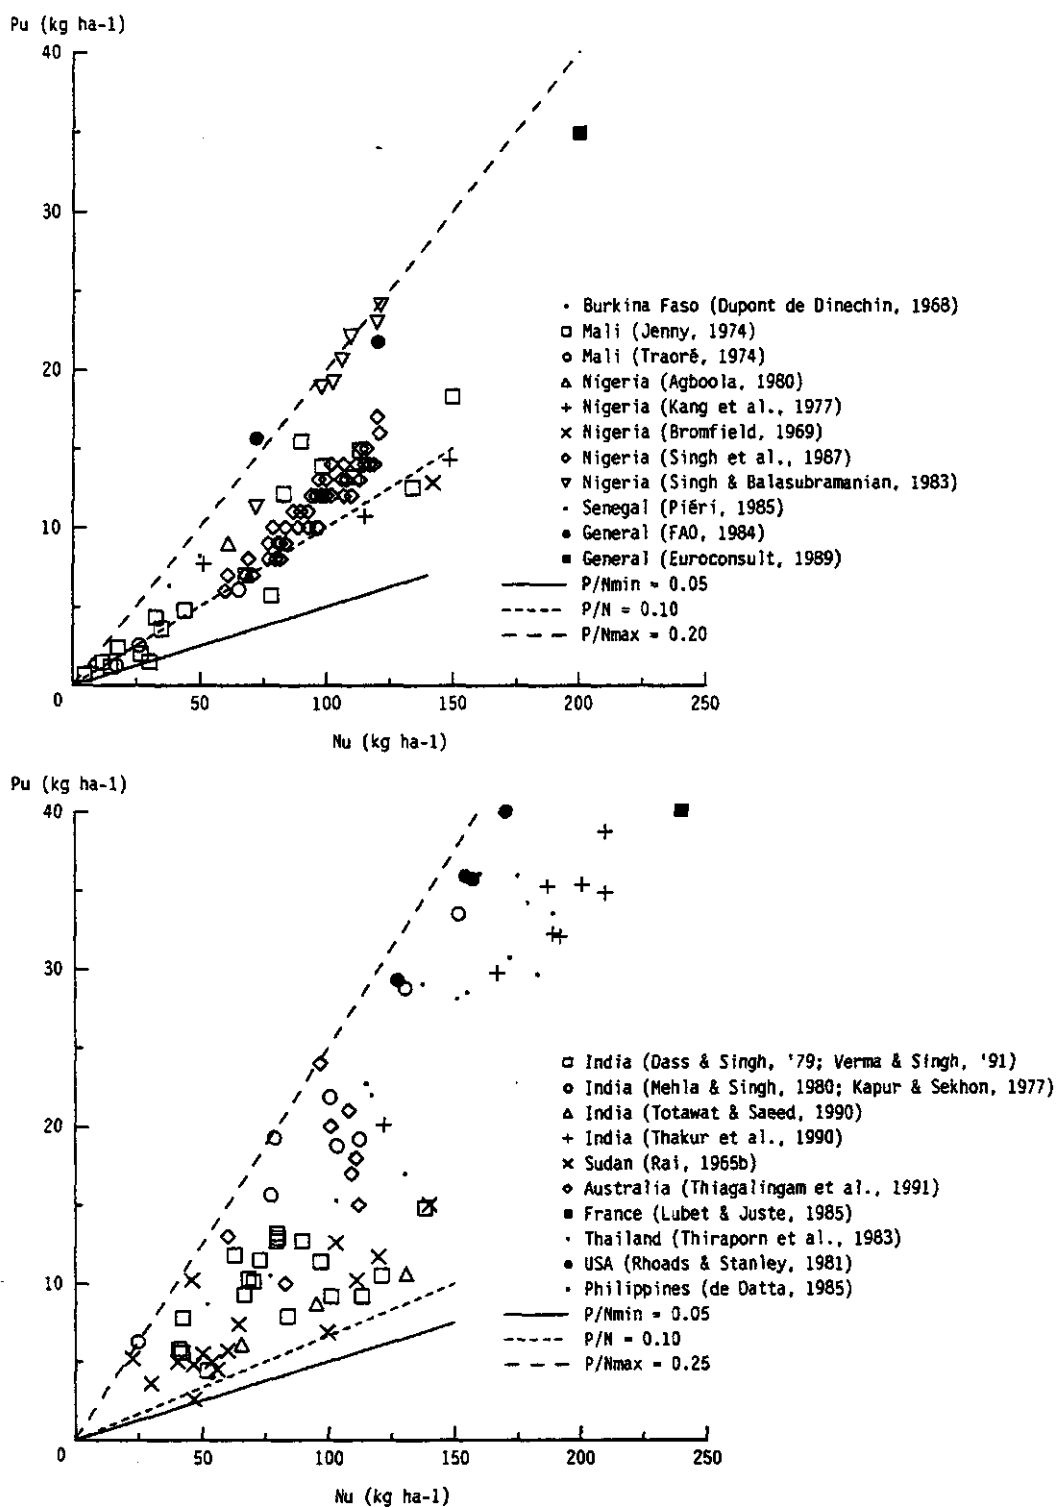 Pu (kg ha-1)
40
30
20
10
0
50
100
150
200
250
Nu (kg ha-1)
Burkina Faso (Dupont de Dinechin, 1968)
Mali (Jenny, 1974)
Mali (Traoré, 1974)
Nigeria (Agboola, 1980)
Nigeria (Kang et al., 1977)
Nigeria (Bromfield, 1969)
Nigeria (Singh et al., 1987)
Nigeria (Singh & Balasubramanian, 1983)
Senegal (Piéri, 1985)
General (FAO, 1984)
General (Euroconsult, 1989)
P/Nmin = 0.05
P/N = 0.10
P/Nmax = 0.20
Pu (kg ha-1)
40
30
20
10
0
50
100
150
200
250
Nu (kg ha-1)
India (Dass & Singh, '79; Verma & Singh, '91)
India (Mehla & Singh, 1980; Kapur & Sekhon, 1977)
India (Totawat & Saeed, 1990)
India (Thakur et al., 1990)
Sudan (Rai, 1965b)
Australia (Thiagalingam et al., 1991)
France (Lubet & Juste, 1985)
Thailand (Thiraporn et al., 1983)
USA (Rhoads & Stanley, 1981)
Philippines (de Datta, 1985)
P/Nmin = 0.05
P/N = 0.10
P/Nmax = 0.25